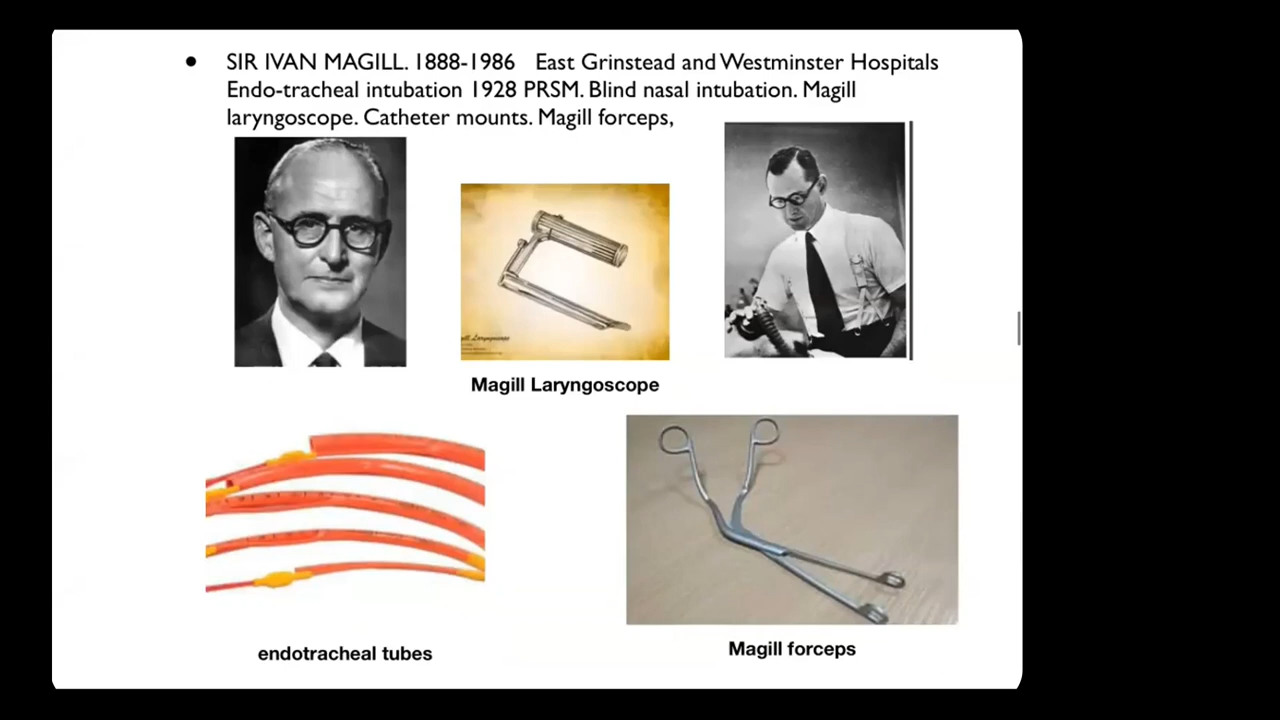 SIR IVAN MAGILL. 1888-1986 East Grinstead and Westminster Hospitals
Endo-tracheal intubation 1928 PRSM. Blind nasal intubation. Magill
laryngoscope. Catheter mounts. Magill forceps,
Laryngoscope
Magill Laryngoscope
endotracheal tubes
Magill forceps